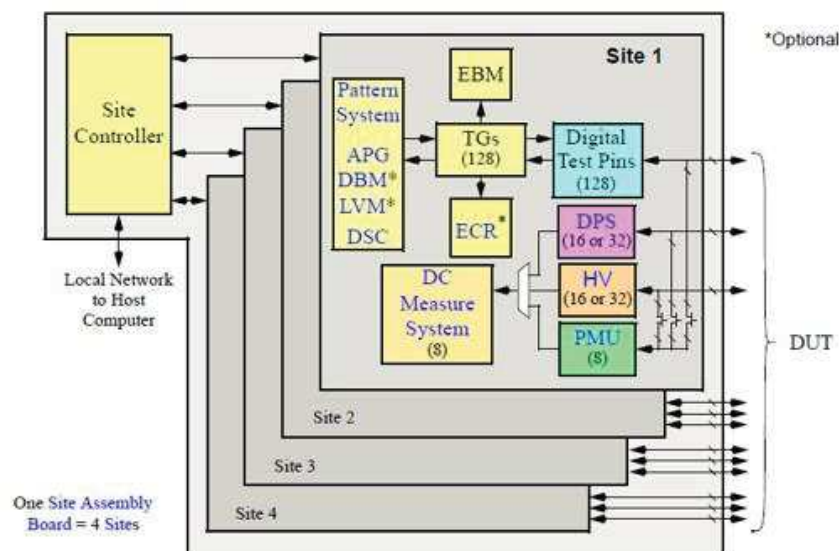 *Optional
Site 1
Site
Controller
Pattern
System
APG
DBM*
LVM*
DSC
EBM
TGs
(128)
Digital
Test Pins
(128)
ECR*
DPS
(16 or 32)
HV
(16 or 32)
PMU
(8)
DC
Measure
System
(8)
Local Network
to Host
Computer
DUT
Site 2
Site 3
Site 4
One Site Assembly
Board = 4 Sites